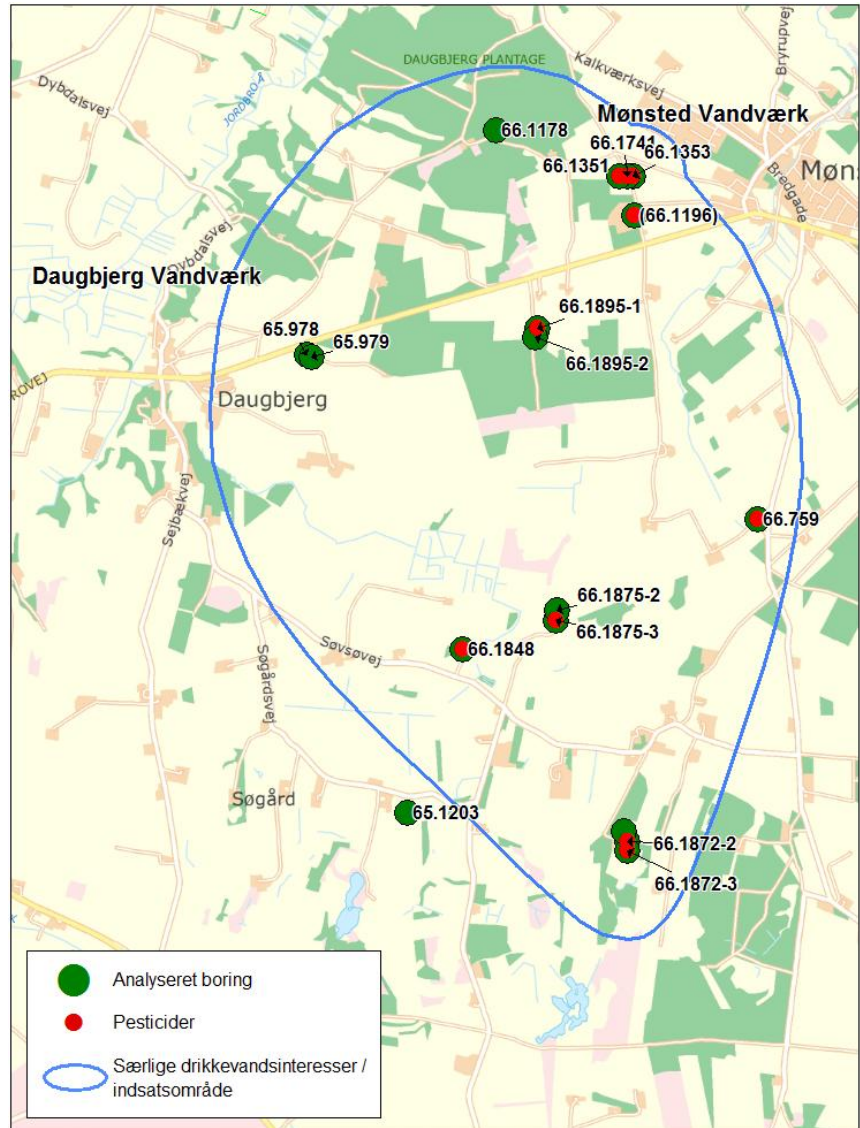 DAUGBJERG PLANTAGE
Kalkværksvej
Bryrupvej
Dybdalsvej
JORDBRO Å
66.1178
Mønsted Vandværk
66.1741
66.1351
66.1353
Møns
Bredgade
(66.1196)
Dybdalsvej
Daugbjerg Vandværk
66.1895-1
65.978
65.979
66.1895-2
ROVEJ
Daugbjerg
Sejbækvej
66.759
66.1875-2
66.1875-3
66.1848
Søvsøvej
Søgårdsvej
Søgård
65.1203
66.1872-2
66.1872-3
Analyseret boring
Pesticider
Særlige drikkevandsinteresser /
indsatsområde